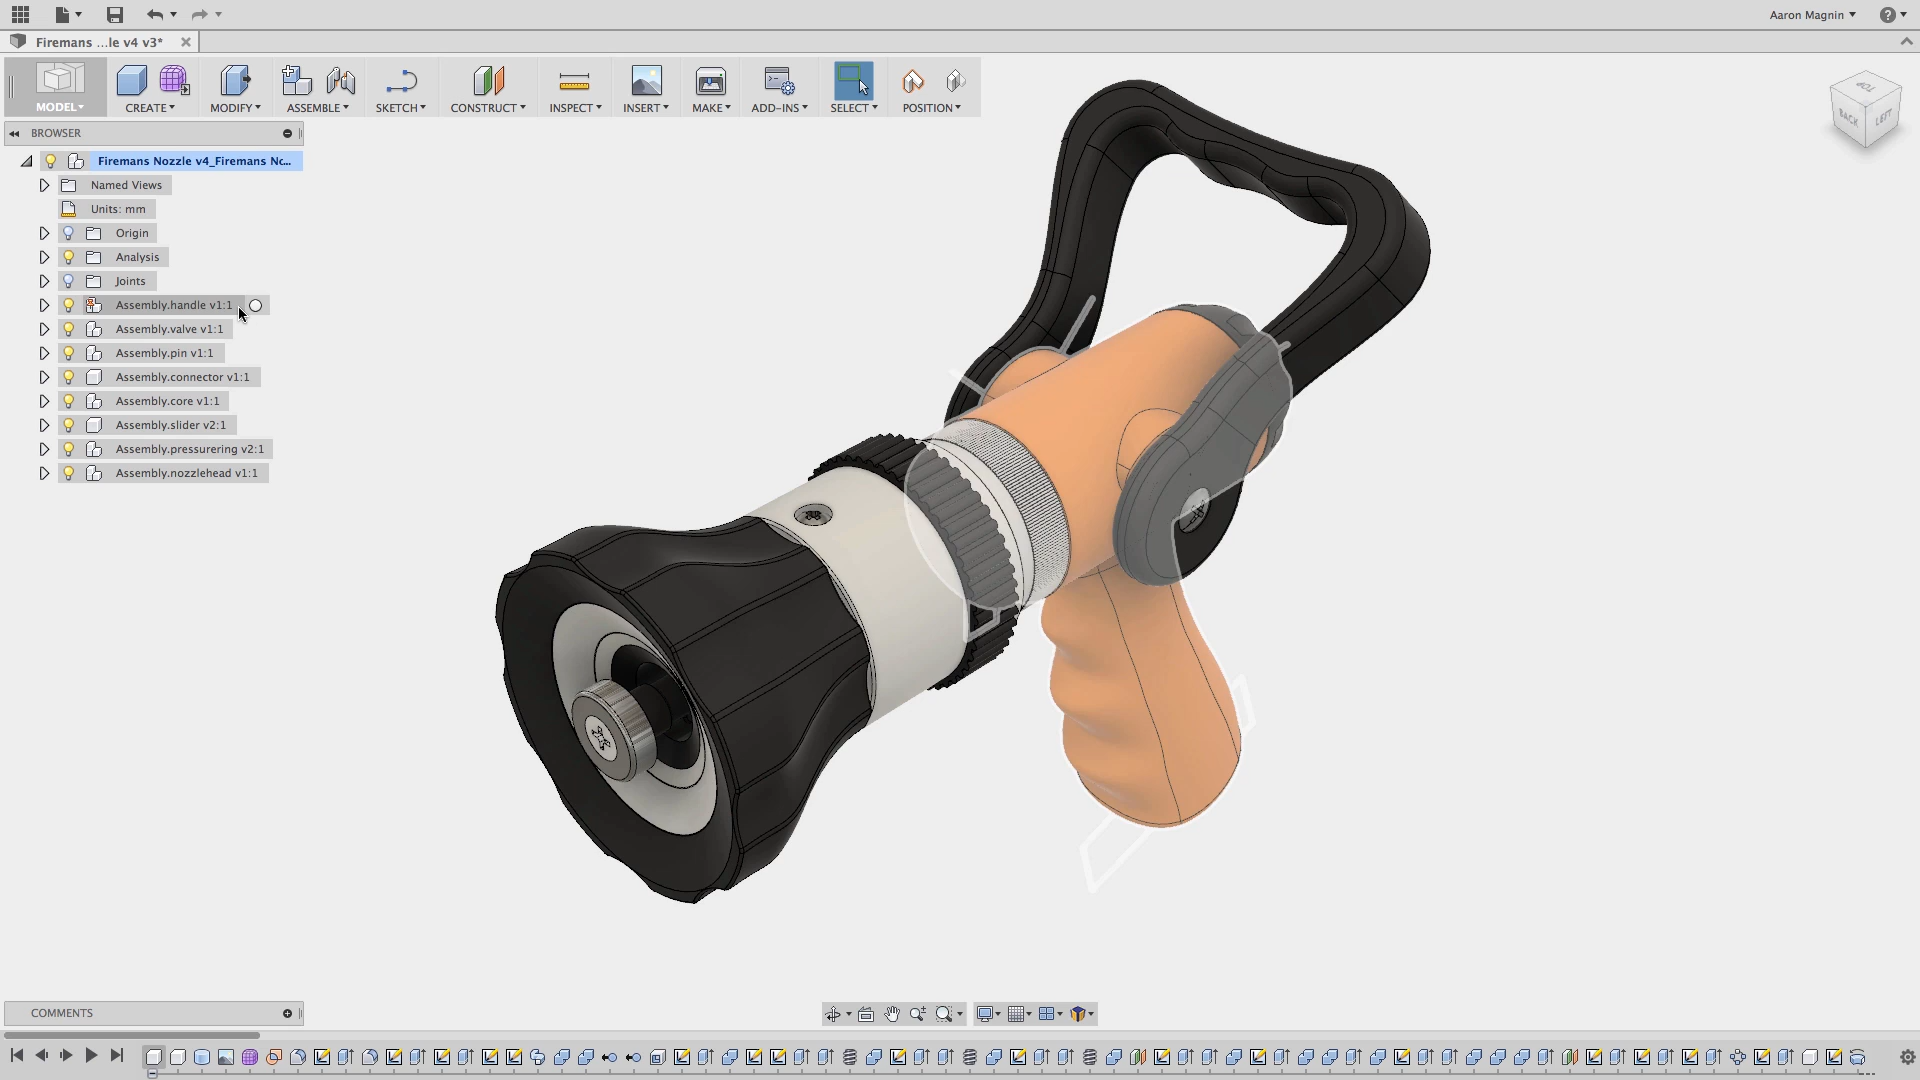 Aaron Magnin
Firemans ...le v4 v3*
MODEL
CREATE
MODIFY
ASSEMBLE
SKETCH
CONSTRUCT
INSPECT
INSERT
MAKE
ADD-INS
SELECT
POSITION
TOP
BACK
LEFT
BROWSER
Firemans Nozzle v4_Firemans Nc...
Named Views
Units: mm
Origin
Analysis
Joints
Assembly.handle v1:1
Assembly.valve v1:1
Assembly.pin v1:1
Assembly.connector v1:1
Assembly.core v1:1
Assembly.slider v2:1
Assembly.pressurering v2:1
Assembly.nozzlehead v1:1
COMMENTS